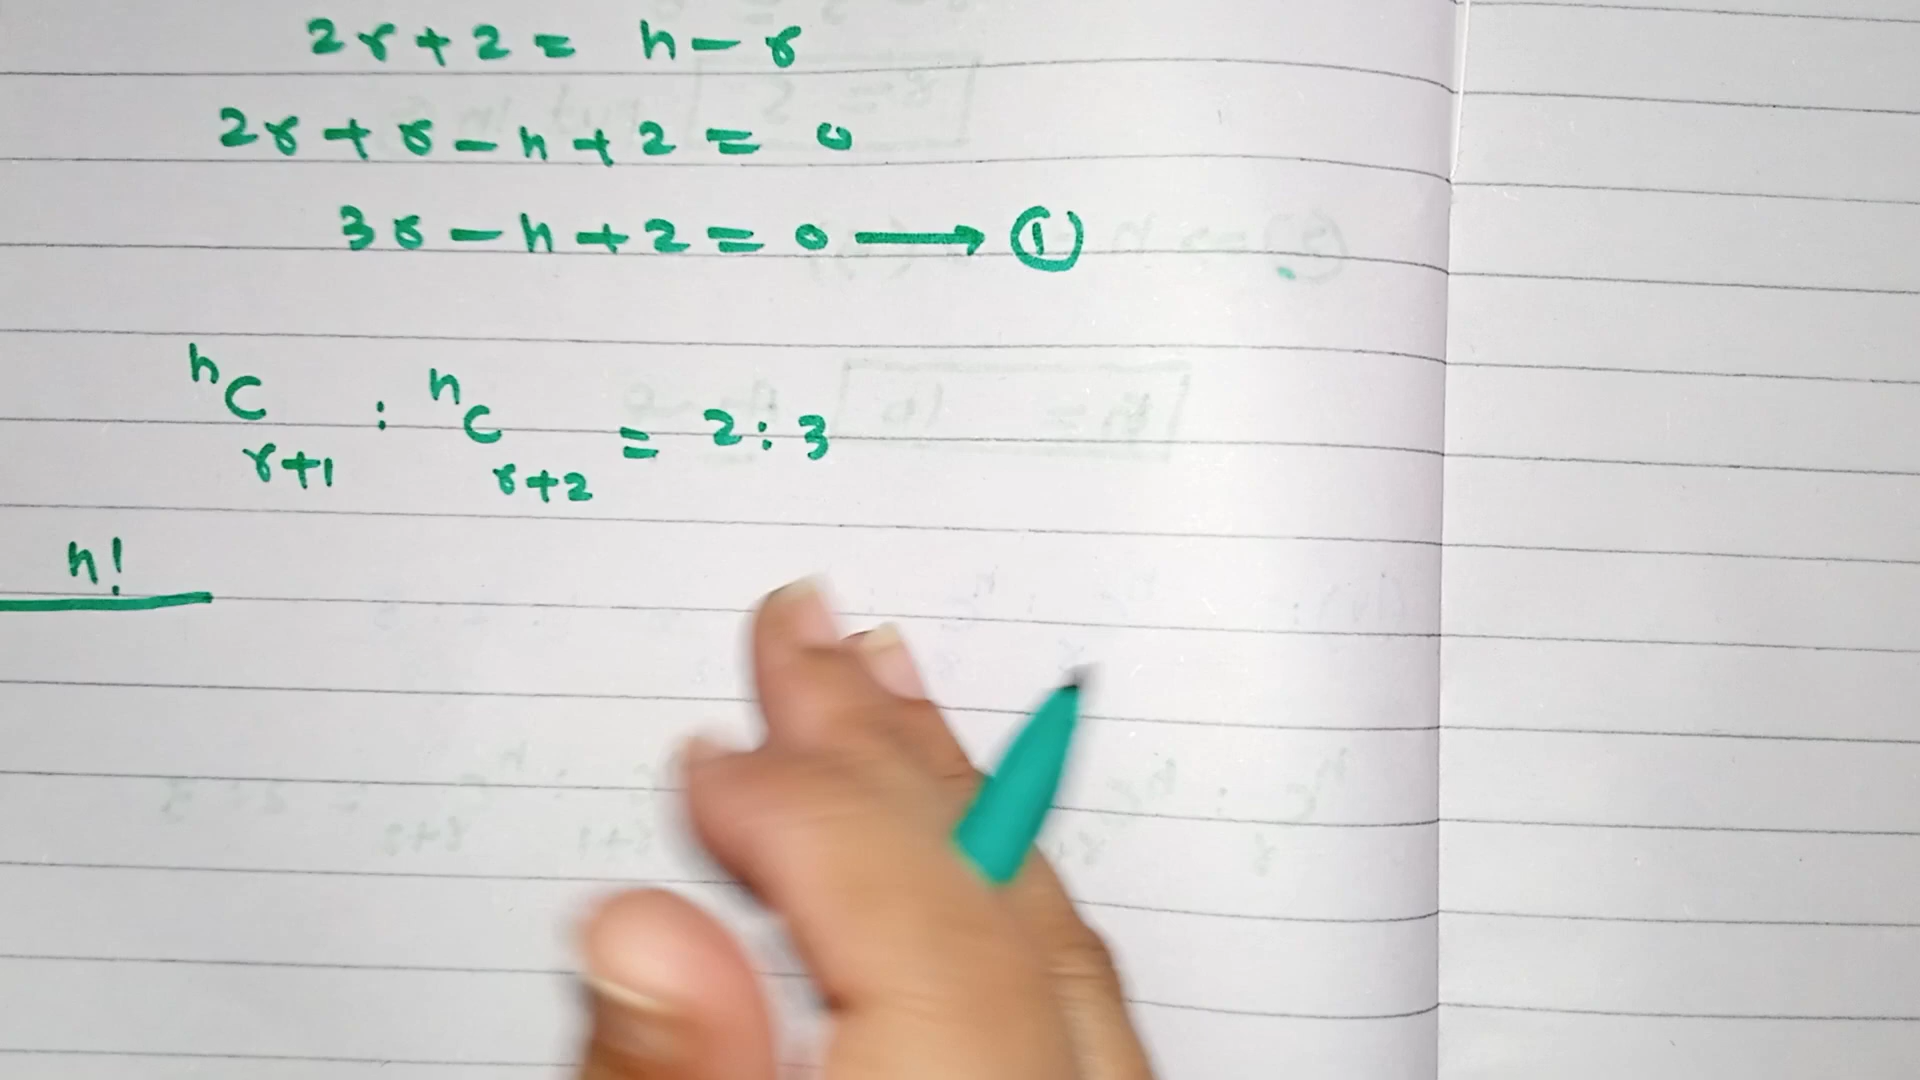 2r + 2 = n - r
2r + r - n + 2 = 0
3r - n + 2 = 0 ⟶ ①
ⁿC_{r+1} : ⁿC_{r+2} = 2 : 3
n!